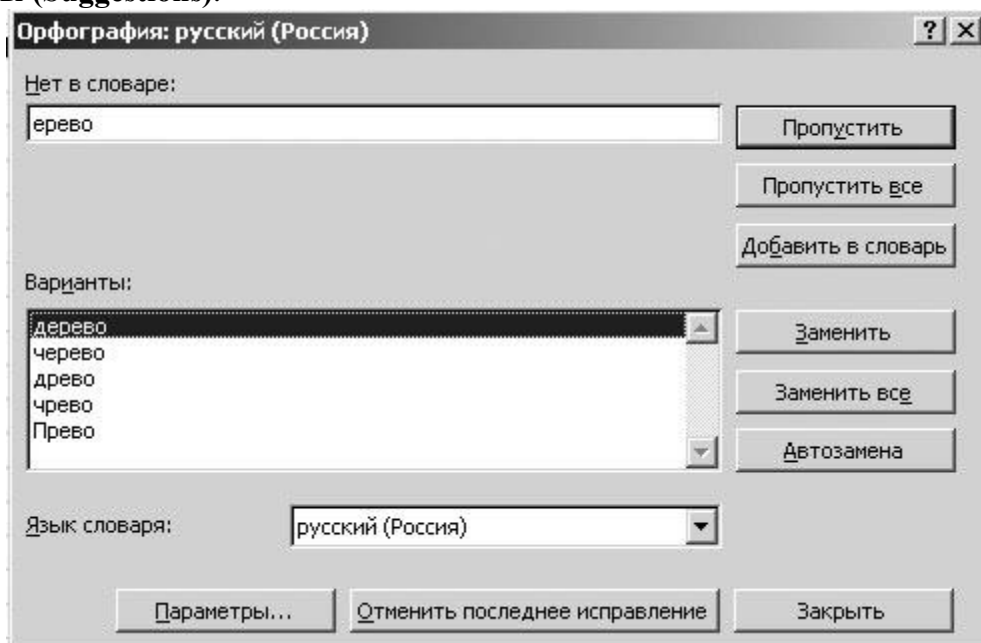 (Suggestions).
Орфография: русский (Россия)
Нет в словаре:
ерево
Пропустить
Пропустить все
Добавить в словарь
Варианты:
дерево
черево
древо
чрево
Прево
Заменить
Заменить все
Автозамена
Язык словаря:
русский (Россия)
Параметры...
Отменить последнее исправление
Закрыть